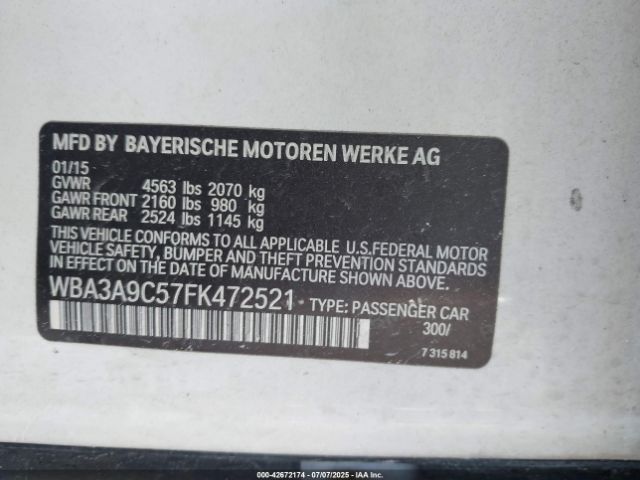 MFD BY BAYERISCHE MOTOREN WERKE AG
01/15
GVWR 4563 lbs 2070 kg
GAWR FRONT 2160 lbs 980 kg
GAWR REAR 2524 lbs 1145 kg
THIS VEHICLE CONFORMS TO ALL APPLICABLE U.S.FEDERAL MOTOR
VEHICLE SAFETY, BUMPER AND THEFT PREVENTION STANDARDS
IN EFFECT ON THE DATE OF MANUFACTURE SHOWN ABOVE.
WBA3A9C57FK472521 TYPE: PASSENGER CAR
300/
7 315 814
000-42672174 - 07/07/2025 - IAA Inc.